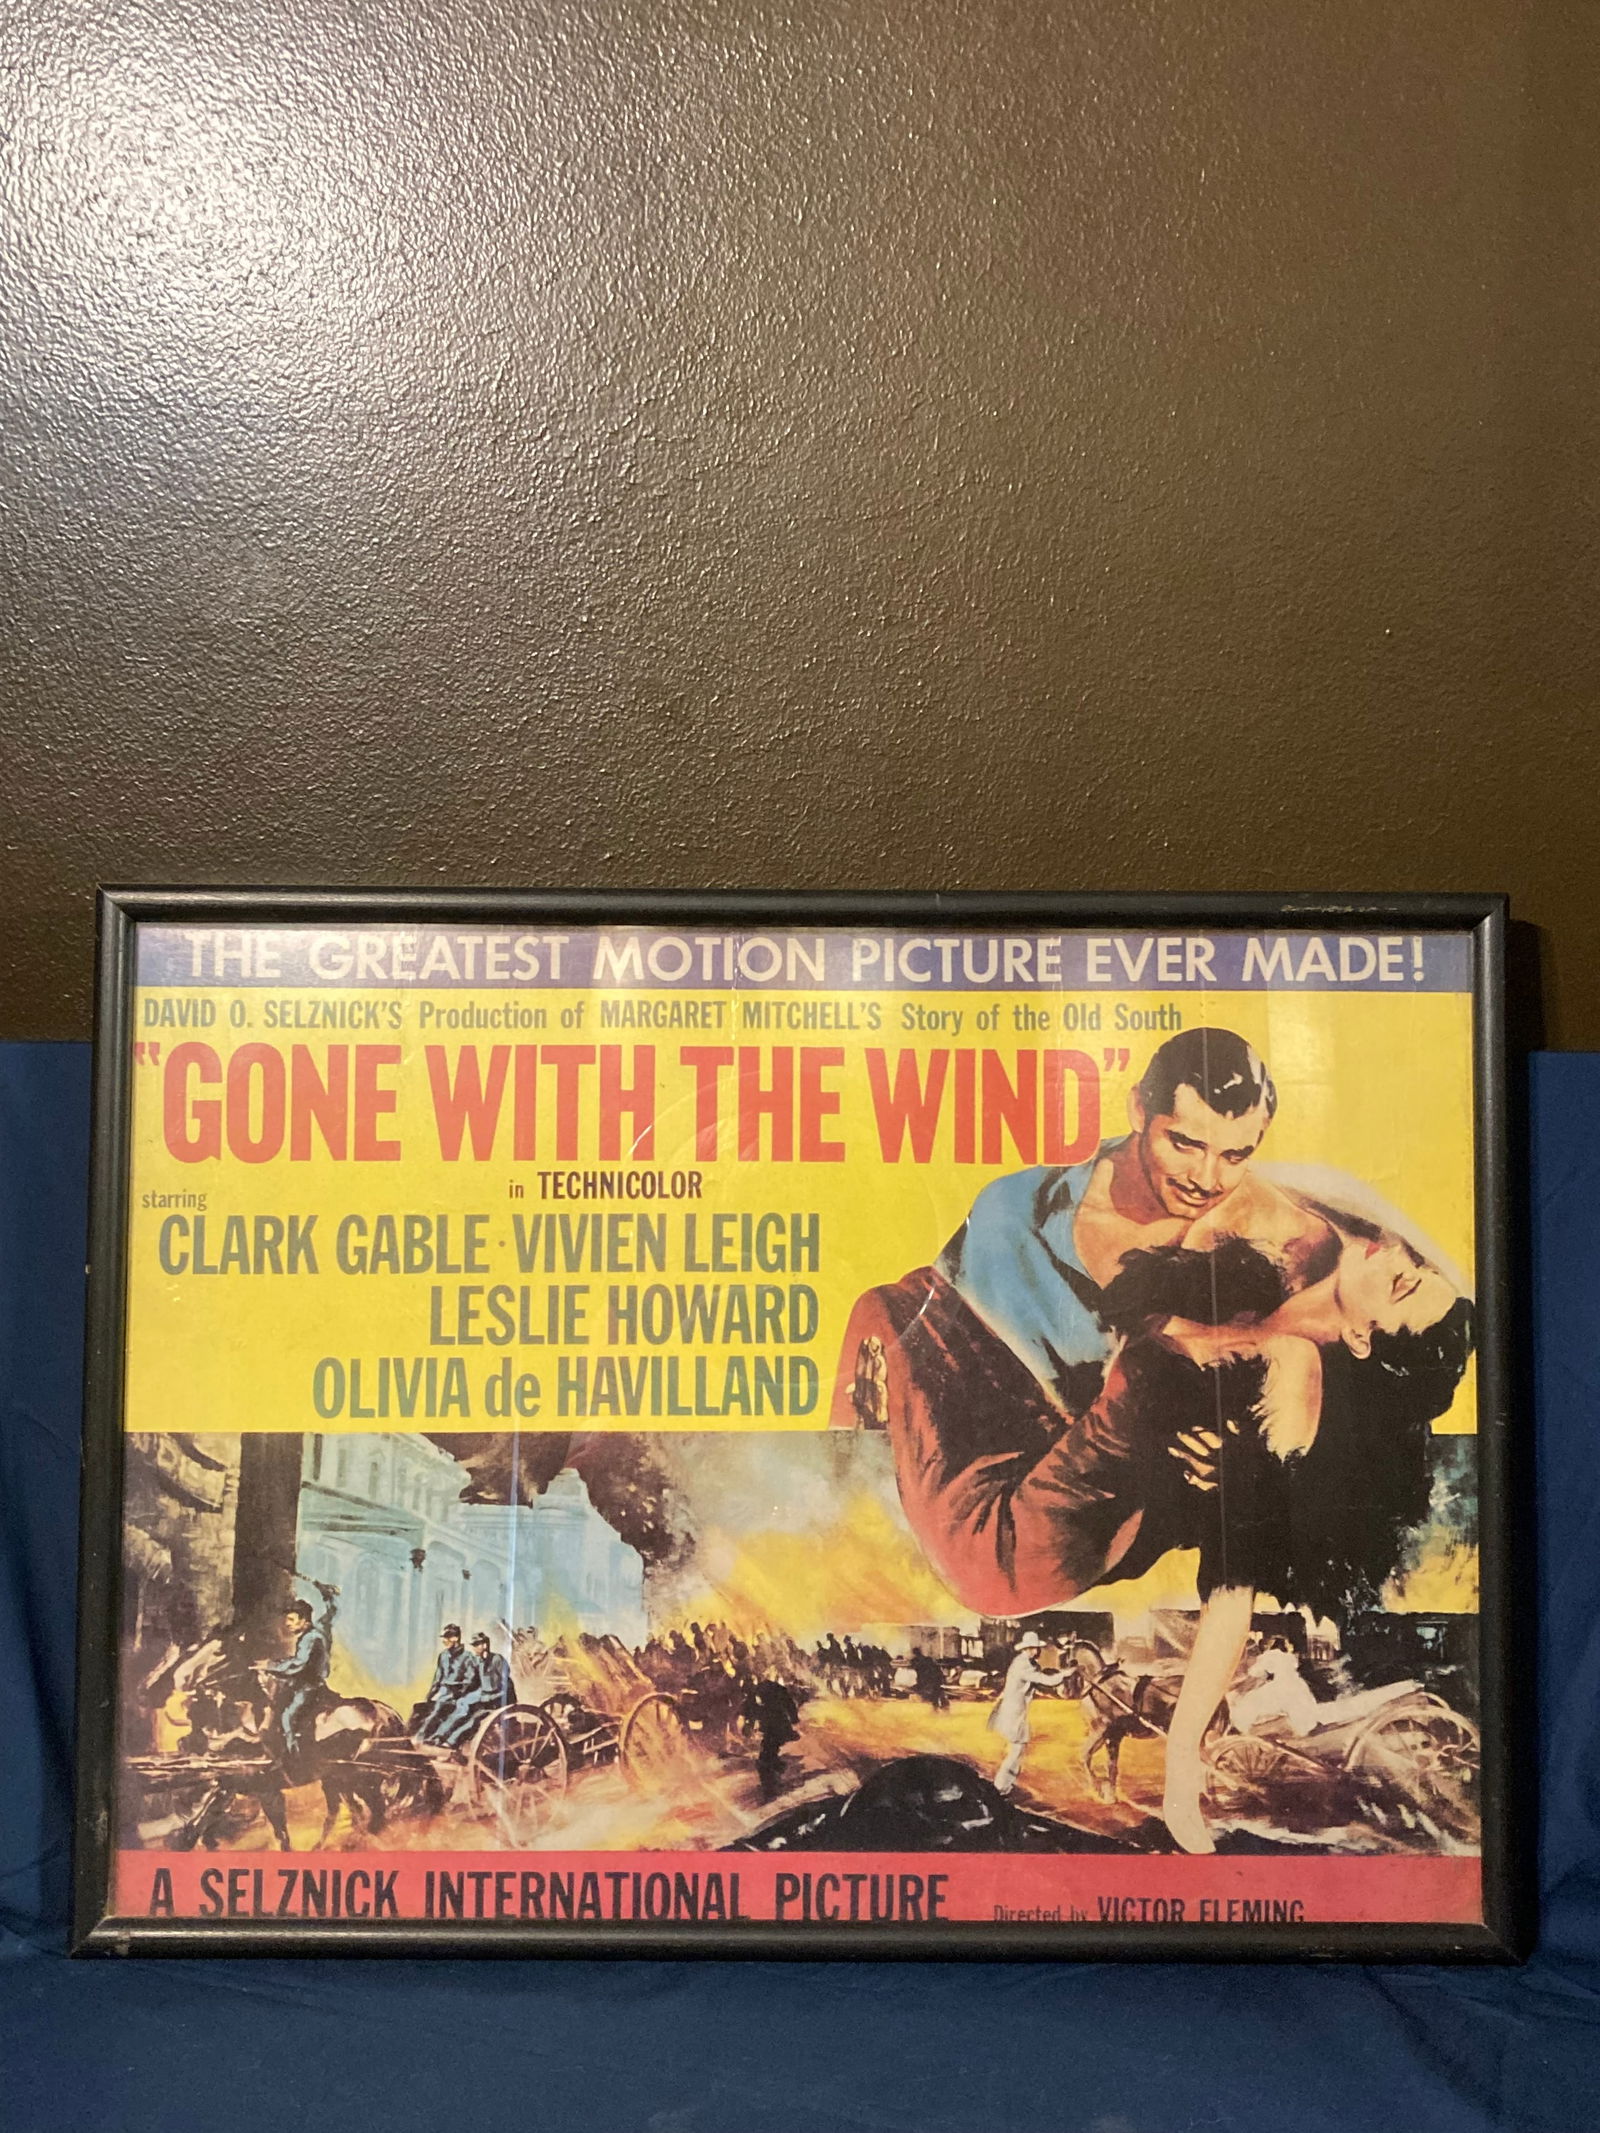 THE GREATEST MOTION PICTURE EVER MADE!
DAVID O. SELZNICK'S Production of MARGARET MITCHELL'S Story of the Old South
"GONE WITH THE WIND"
in TECHNICOLOR
starring
CLARK GABLE · VIVIEN LEIGH
LESLIE HOWARD
OLIVIA de HAVILLAND
A SELZNICK INTERNATIONAL PICTURE Directed by VICTOR FLEMING